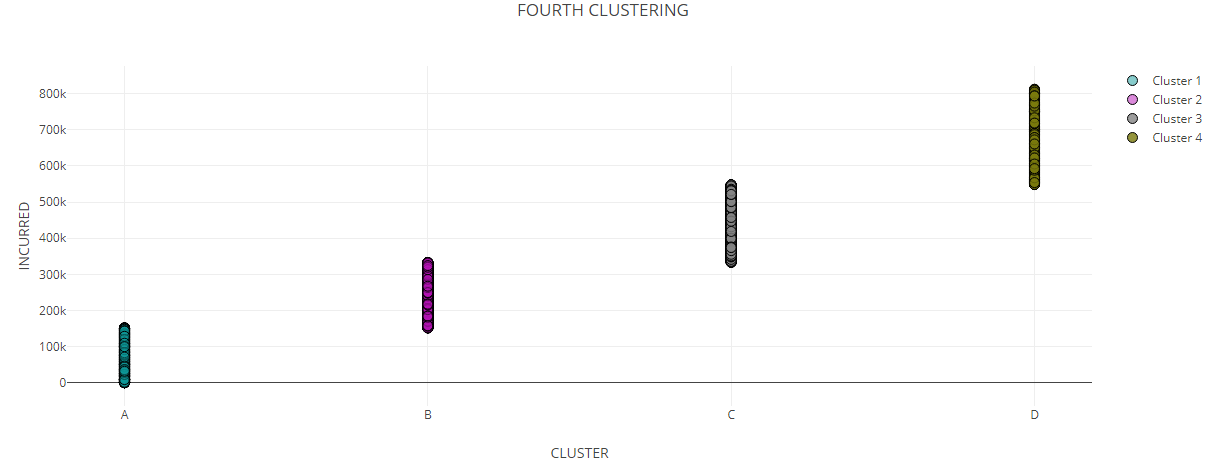 FOURTH CLUSTERING
Cluster 1
Cluster 2
Cluster 3
Cluster 4
800k
700k
600k
500k
400k
300k
200k
100k
0
INCURRED
A B C D
CLUSTER